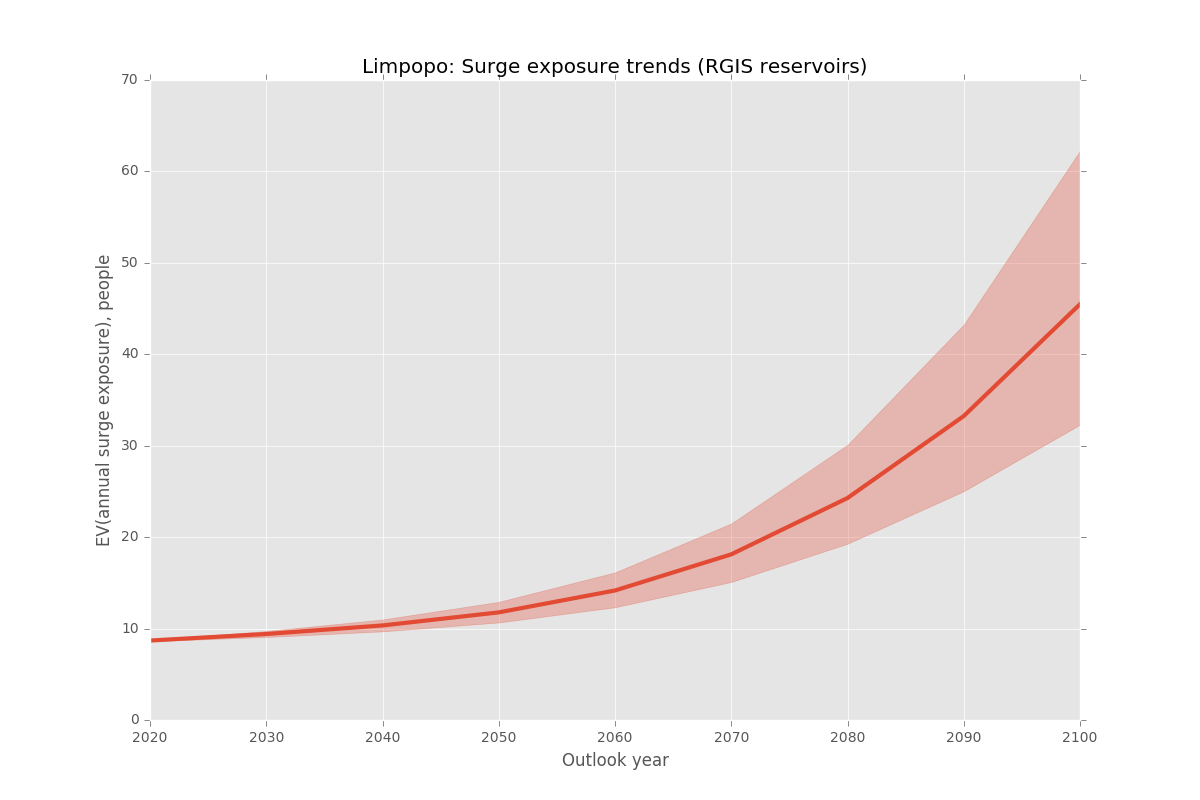 Limpopo: Surge exposure trends (RGIS reservoirs)
70
60
50
40
30
20
10
0
EV(annual surge exposure), people
2020 2030 2040 2050 2060 2070 2080 2090 2100
Outlook year